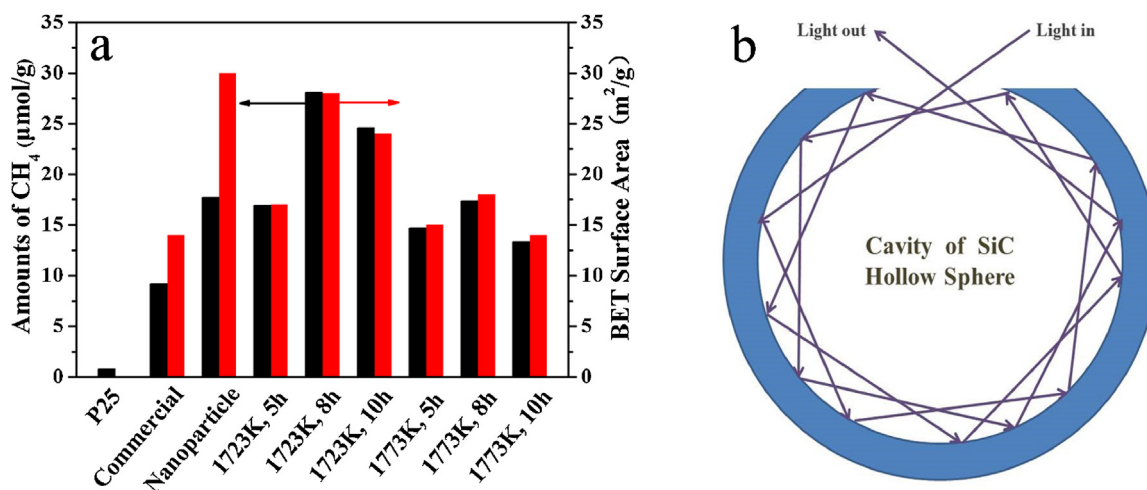 a
Amounts of CH₄ (μmol/g)
35
30
25
20
15
10
5
0
35
30
25
20
15
10
5
0
BET Surface Area (m²/g)
P25
Commercial
Nanoparticle
1723K, 5h
1723K, 8h
1723K, 10h
1773K, 5h
1773K, 8h
1773K, 10h
b
Light out
Light in
Cavity of SiC
Hollow Sphere